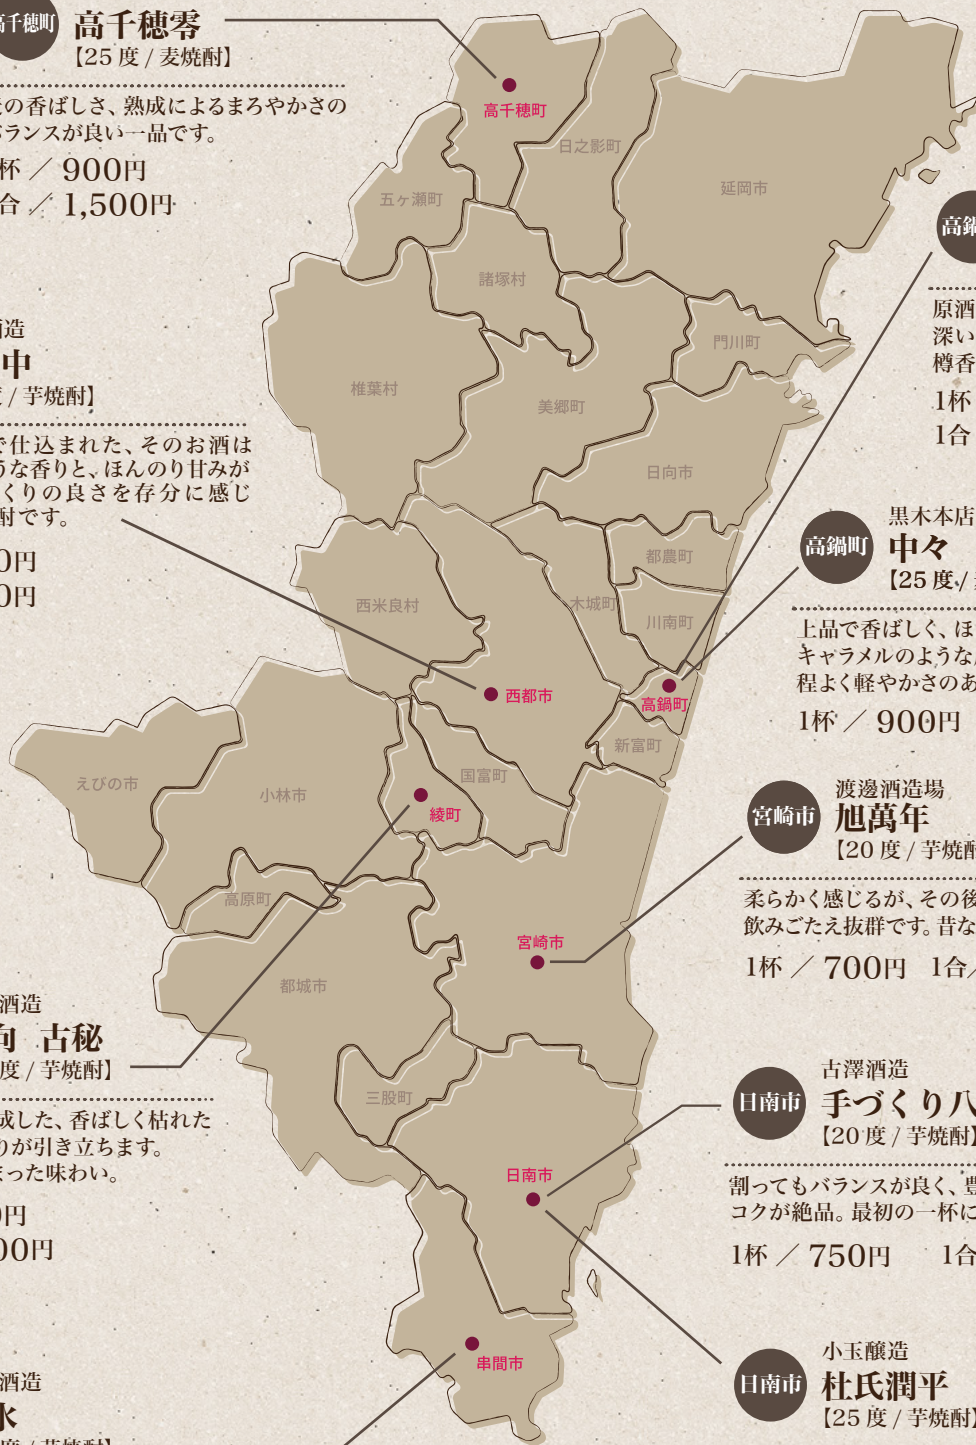 高千穂町
高千穂零
【25 度 / 麦焼酎】
の香ばしさ、熟成によるまろやかさの
バランスが良い一品です。
杯 ／ 900円
合 ／ 1,500円
酒造
中
/ 芋焼酎】
で仕込まれた、そのお酒は
うな香りと、ほんのり甘みが
くりの良さを存分に感じ
酎です。
0円
0円
酒造
向 古秘
度 / 芋焼酎】
成した、香ばしく枯れた
りが引き立ちます。
まった味わい。
円
00円
酒造
水
高千穂町
日之影町
延岡市
五ヶ瀬町
諸塚村
門川町
椎葉村
美郷町
日向市
都農町
木城町
西米良村
川南町
西都市
高鍋町
新富町
国富町
えびの市
小林市
綾町
高原町
宮崎市
都城市
三股町
日南市
串間市
高鍋
原酒
深い
樽香
1杯
1合
高鍋町
黒木本店
中々
【25 度 /
上品で香ばしく、ほ
キャラメルのような
程よく軽やかさのあ
1杯 ／ 900円
宮崎市
渡邊酒造場
旭萬年
【20 度 / 芋焼酎
柔らかく感じるが、その後
飲みごたえ抜群です。昔な
1杯 ／ 700円 1合／
日南市
古澤酒造
手づくり八
【20 度 / 芋焼酎】
割ってもバランスが良く、豊
コクが絶品。最初の一杯に
1杯 ／ 750円 1合
日南市
小玉醸造
杜氏潤平
【25 度 / 芋焼酎】